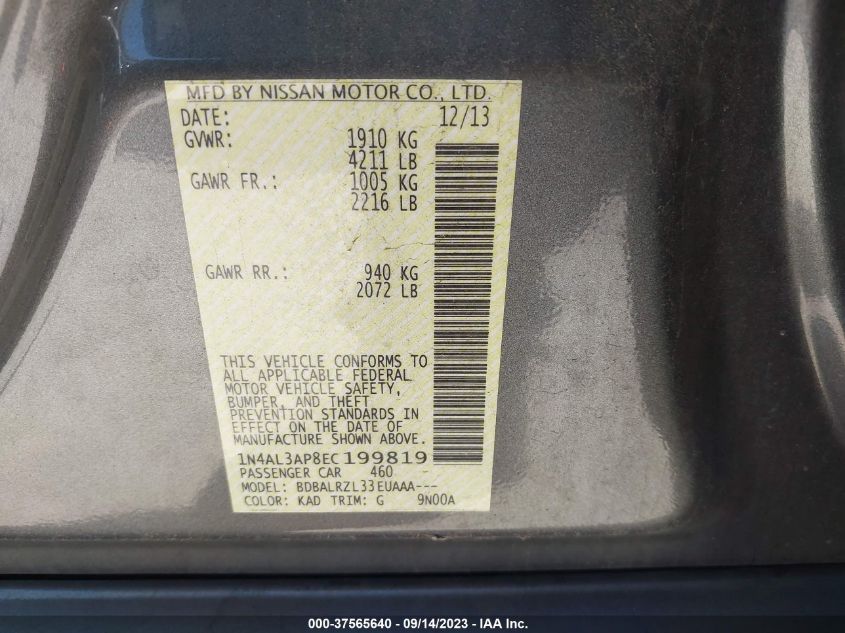 MFD BY NISSAN MOTOR CO., LTD.
DATE: 12/13
GVWR: 1910 KG
4211 LB
GAWR FR.: 1005 KG
2216 LB
GAWR RR.: 940 KG
2072 LB
THIS VEHICLE CONFORMS TO
ALL APPLICABLE FEDERAL
MOTOR VEHICLE SAFETY,
BUMPER, AND THEFT
PREVENTION STANDARDS IN
EFFECT ON THE DATE OF
MANUFACTURE SHOWN ABOVE.
1N4AL3AP8EC199819
PASSENGER CAR 460
MODEL: BDBALRZL33EUAAA---
COLOR: KAD TRIM: G 9N00A
000-37565640 - 09/14/2023 - IAA Inc.